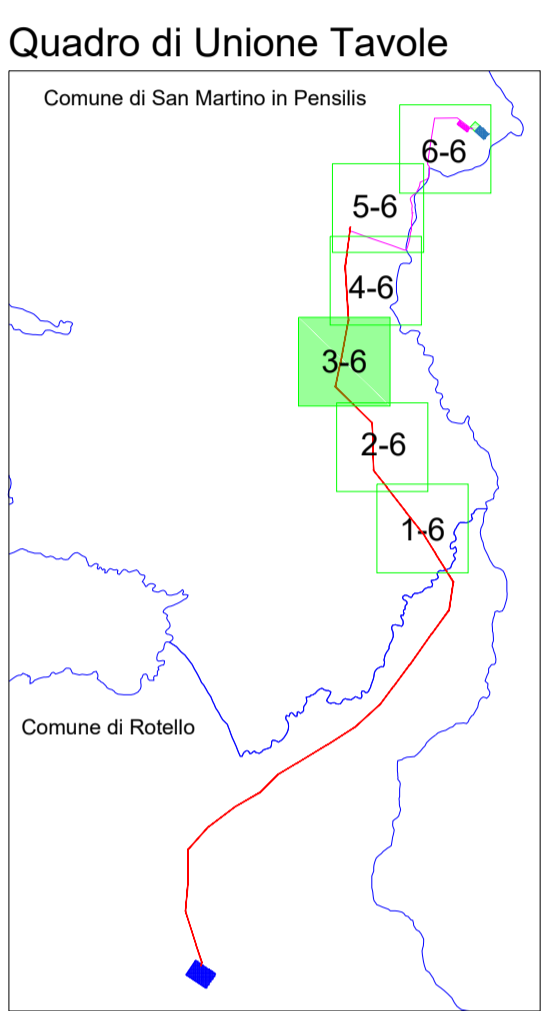 Quadro di Unione Tavole
Comune di San Martino in Pensilis
6-6
5-6
4-6
3-6
2-6
1-6
Comune di Rotello